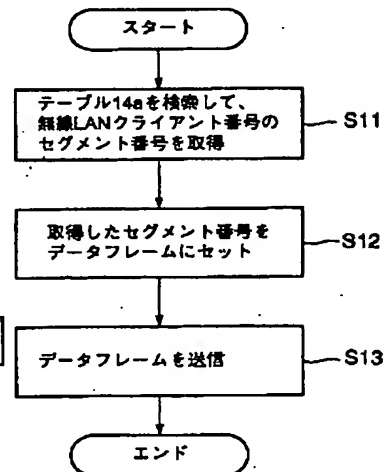 スタート
テーブル14aを検索して、
無線LANクライアント番号の
セグメント番号を取得
S11
取得したセグメント番号を
データフレームにセット
S12
データフレームを送信
S13
エンド